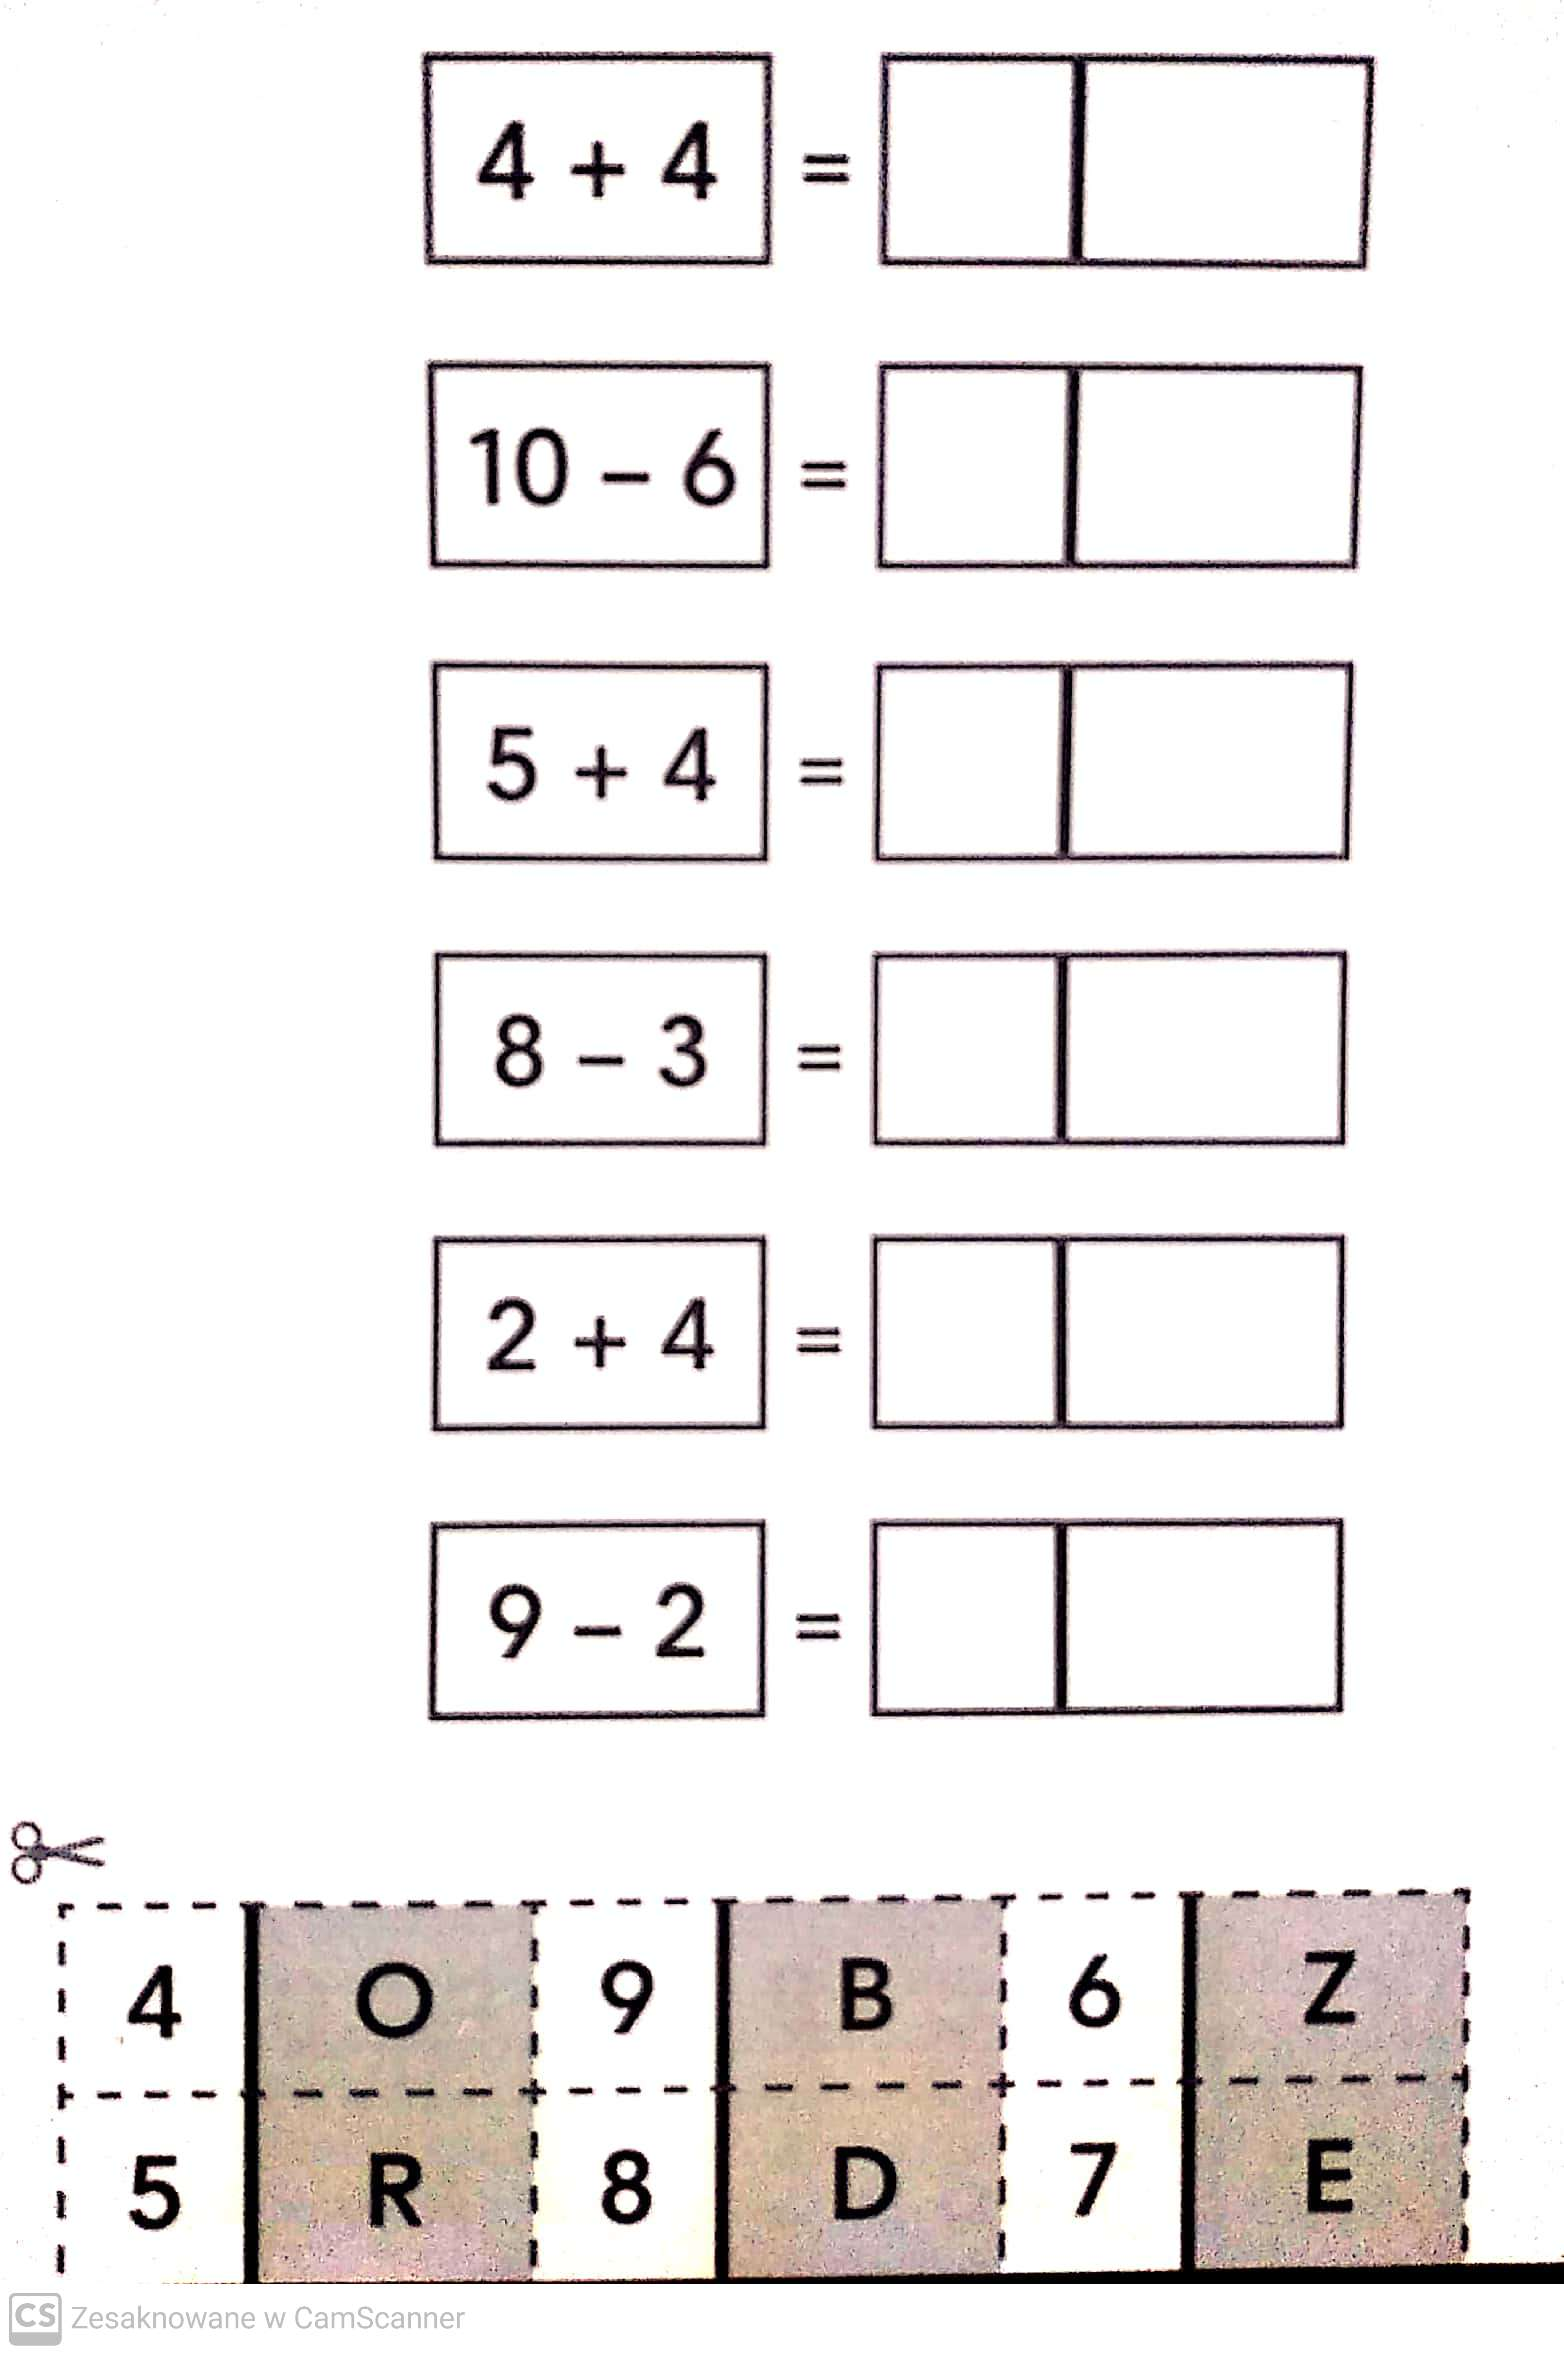 4 + 4 =
10 – 6 =
5 + 4 =
8 – 3 =
2 + 4 =
9 – 2 =
4 O 9 B 6 Z
5 R 8 D 7 E
CS Zesaknowane w CamScanner